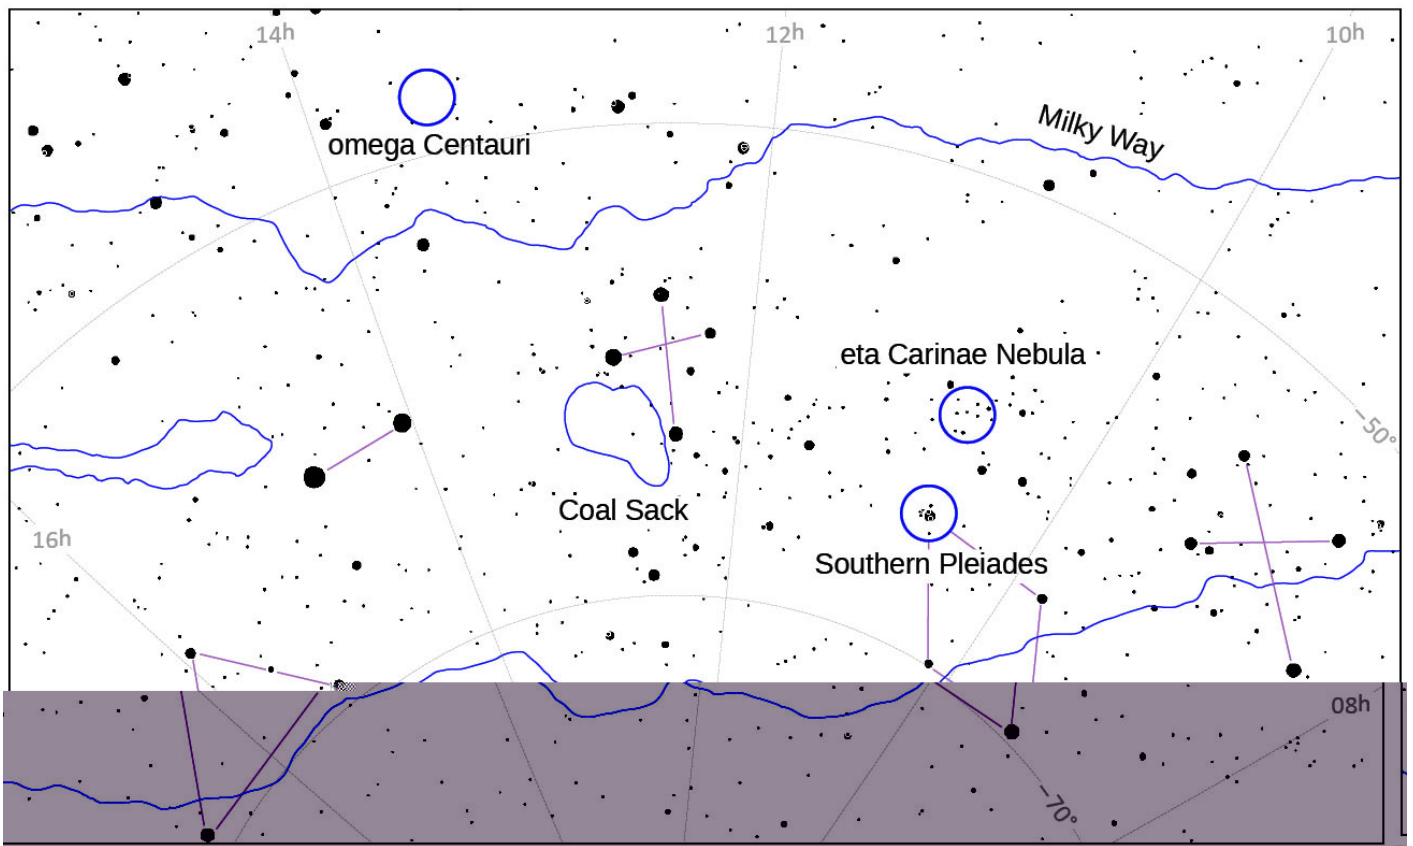 14h
12h
10h
Milky Way
omega Centauri
eta Carinae Nebula
-50°
Coal Sack
16h
Southern Pleiades
08h
-70°